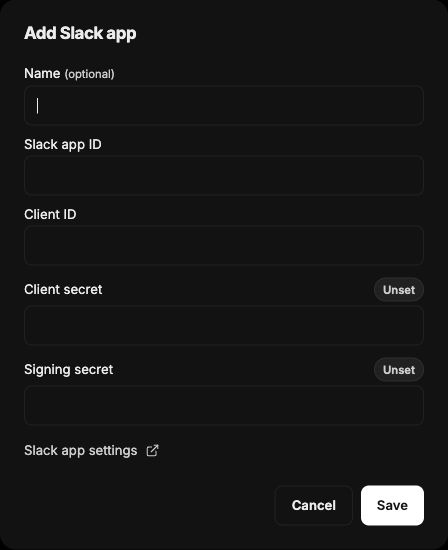 Add Slack app
Name (optional)
Slack app ID
Client ID
Client secret Unset
Signing secret Unset
Slack app settings
Cancel Save